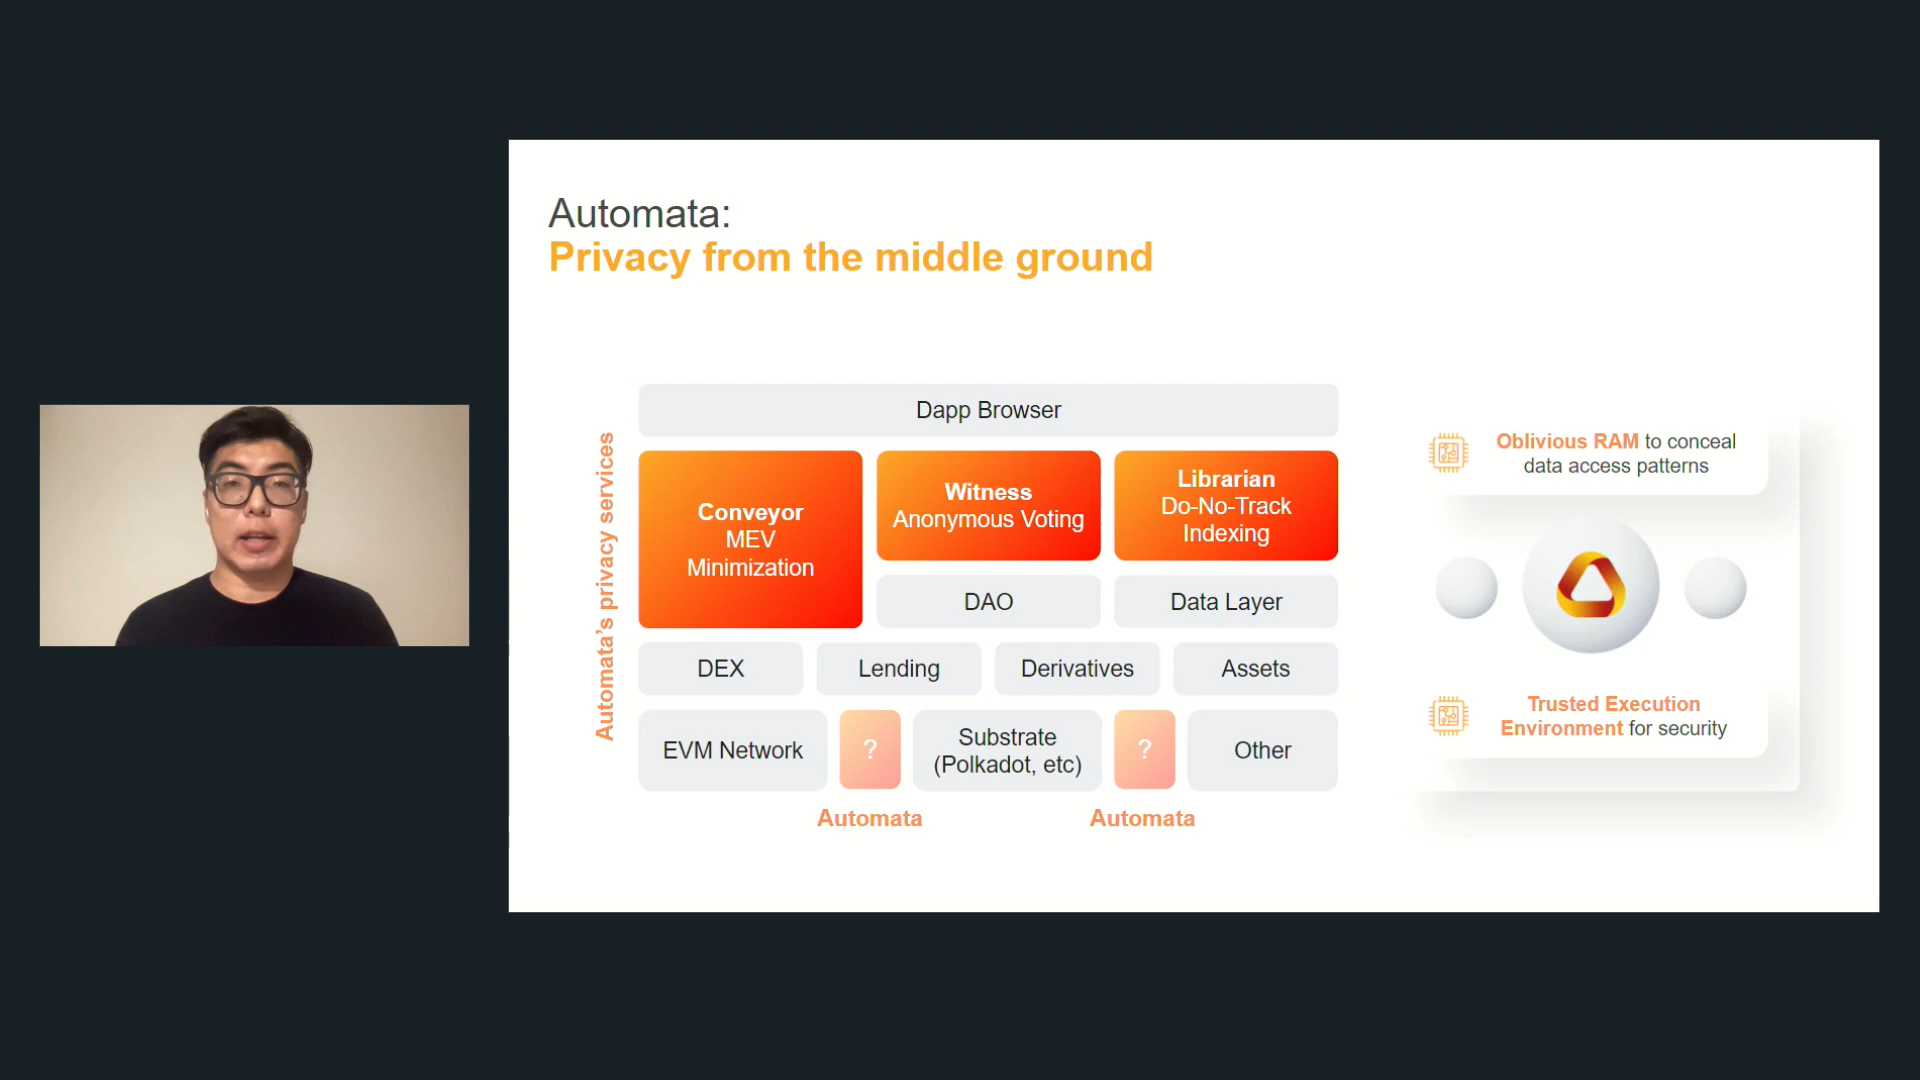 Automata:
Privacy from the middle ground
Automata's privacy services
Dapp Browser
Conveyor
MEV
Minimization
Witness
Anonymous Voting
Librarian
Do-No-Track
Indexing
DAO
Data Layer
DEX
Lending
Derivatives
Assets
EVM Network
?
Substrate
(Polkadot, etc)
?
Other
Automata
Automata
Oblivious RAM to conceal
data access patterns
Trusted Execution
Environment for security